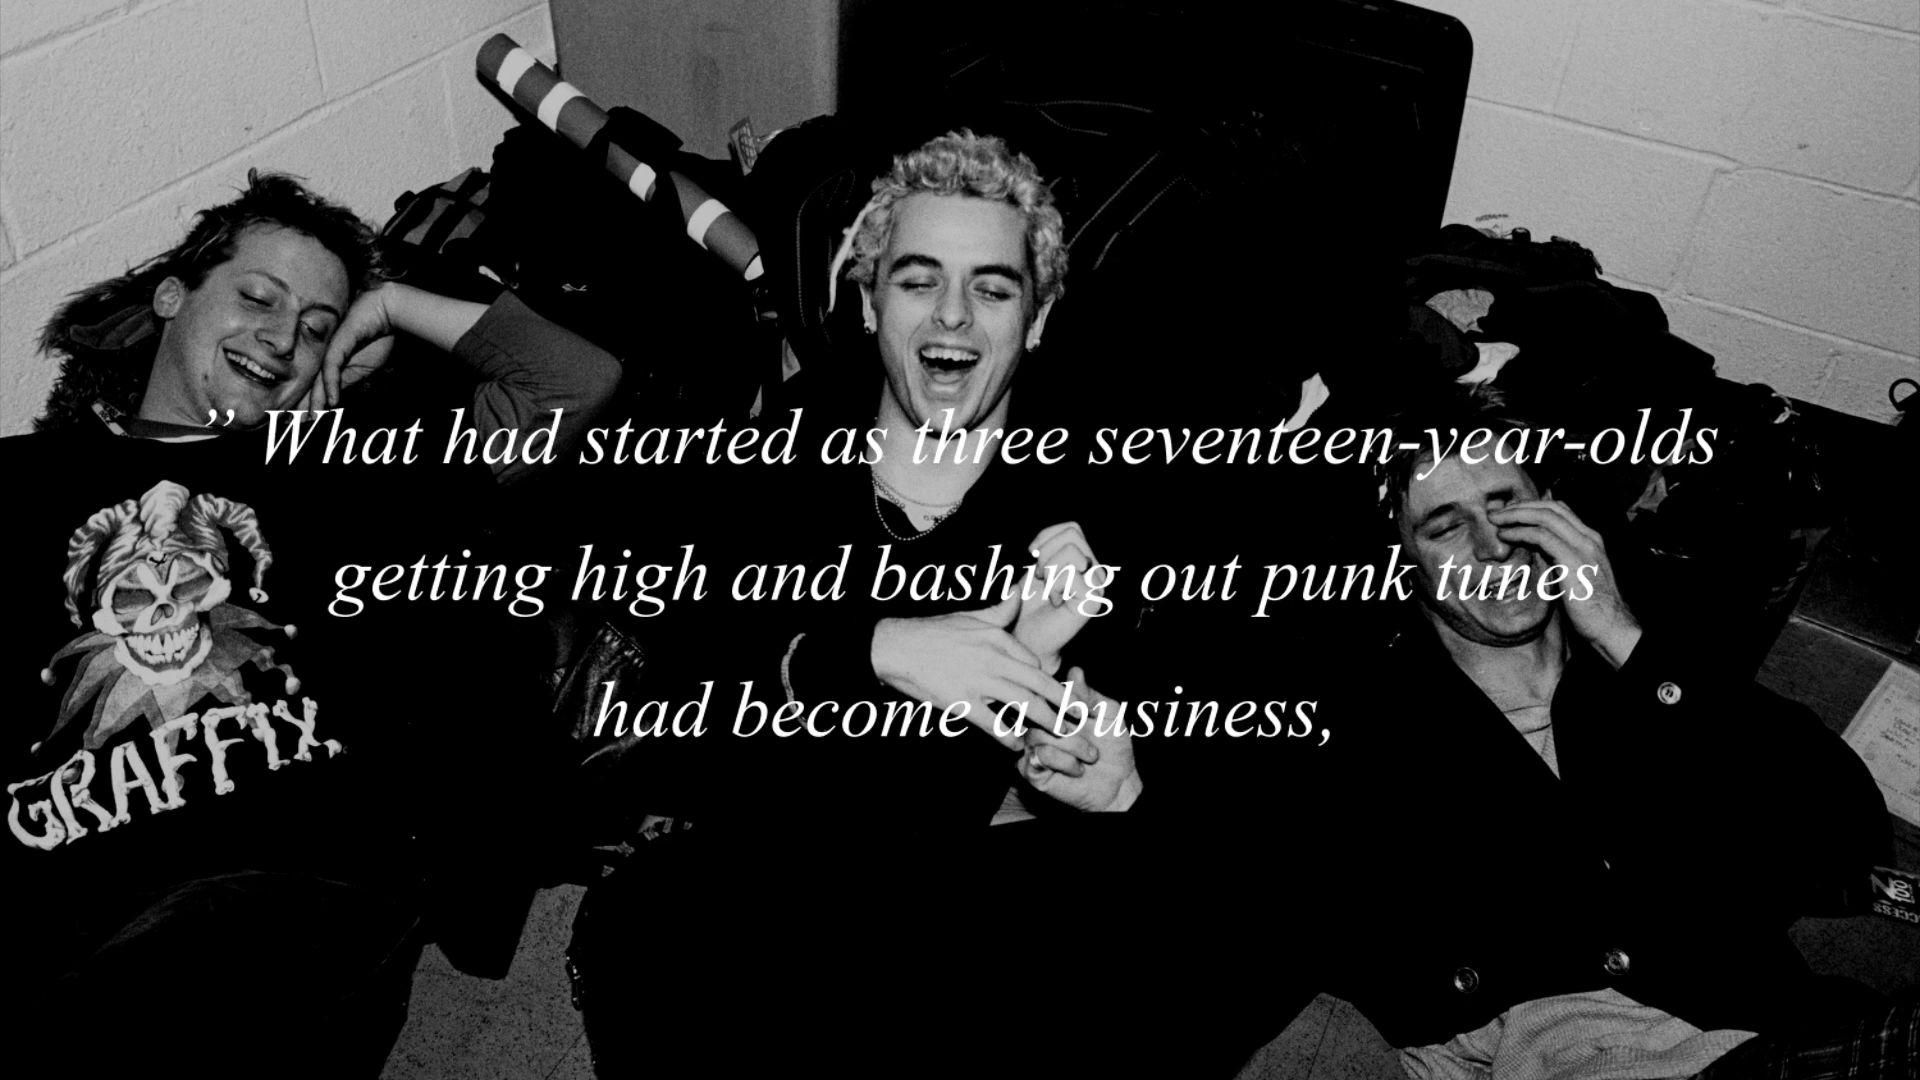 ” What had started as three seventeen-year-olds
getting high and bashing out punk tunes
had become a business,
GRAFFIX
100